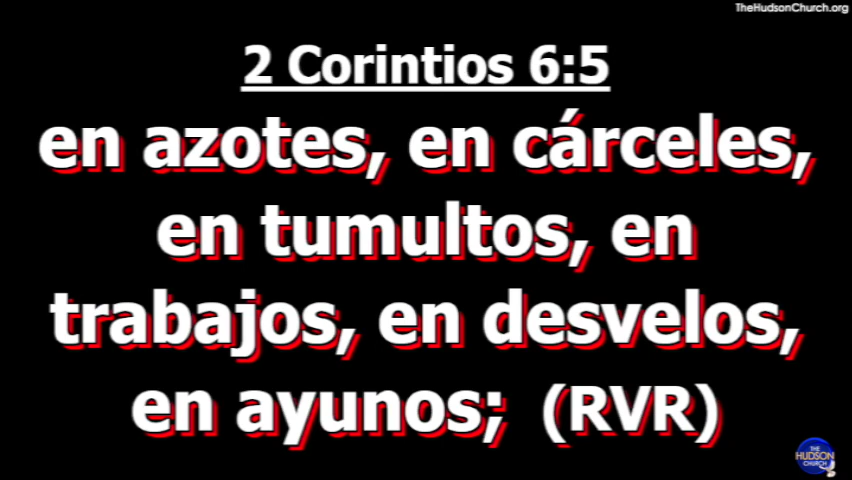 TheHudsonChurch.org
2 Corintios 6:5
en azotes, en cárceles,
en tumultos, en
trabajos, en desvelos,
en ayunos; (RVR)
THE
HUDSON
CHURCH